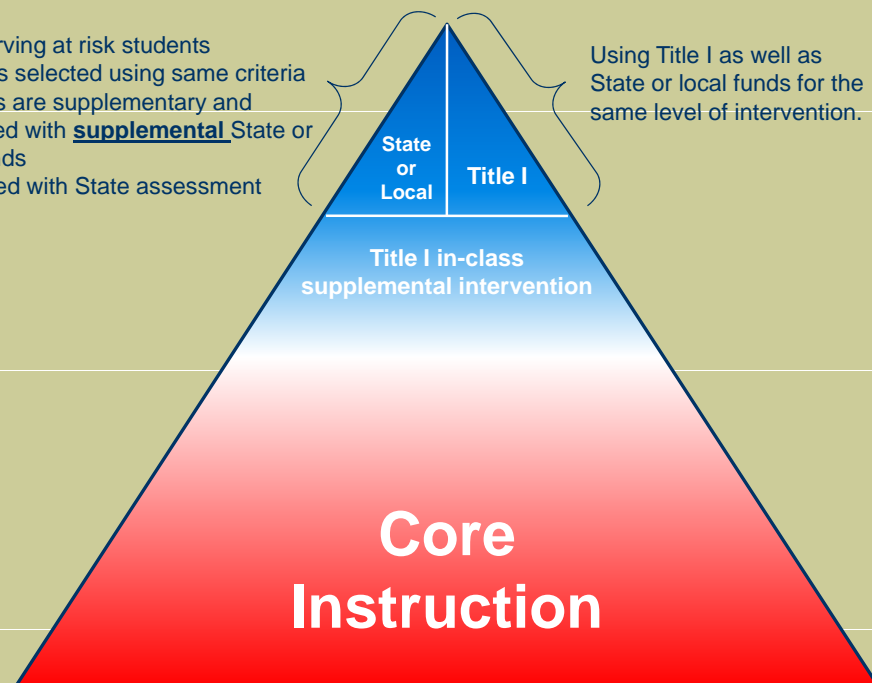 rving at risk students
s selected using same criteria
s are supplementary and
ed with supplemental State or
nds
ed with State assessment
Using Title I as well as
State or local funds for the
same level of intervention.
State
or
Local
Title I
Title I in-class
supplemental intervention
Core
Instruction